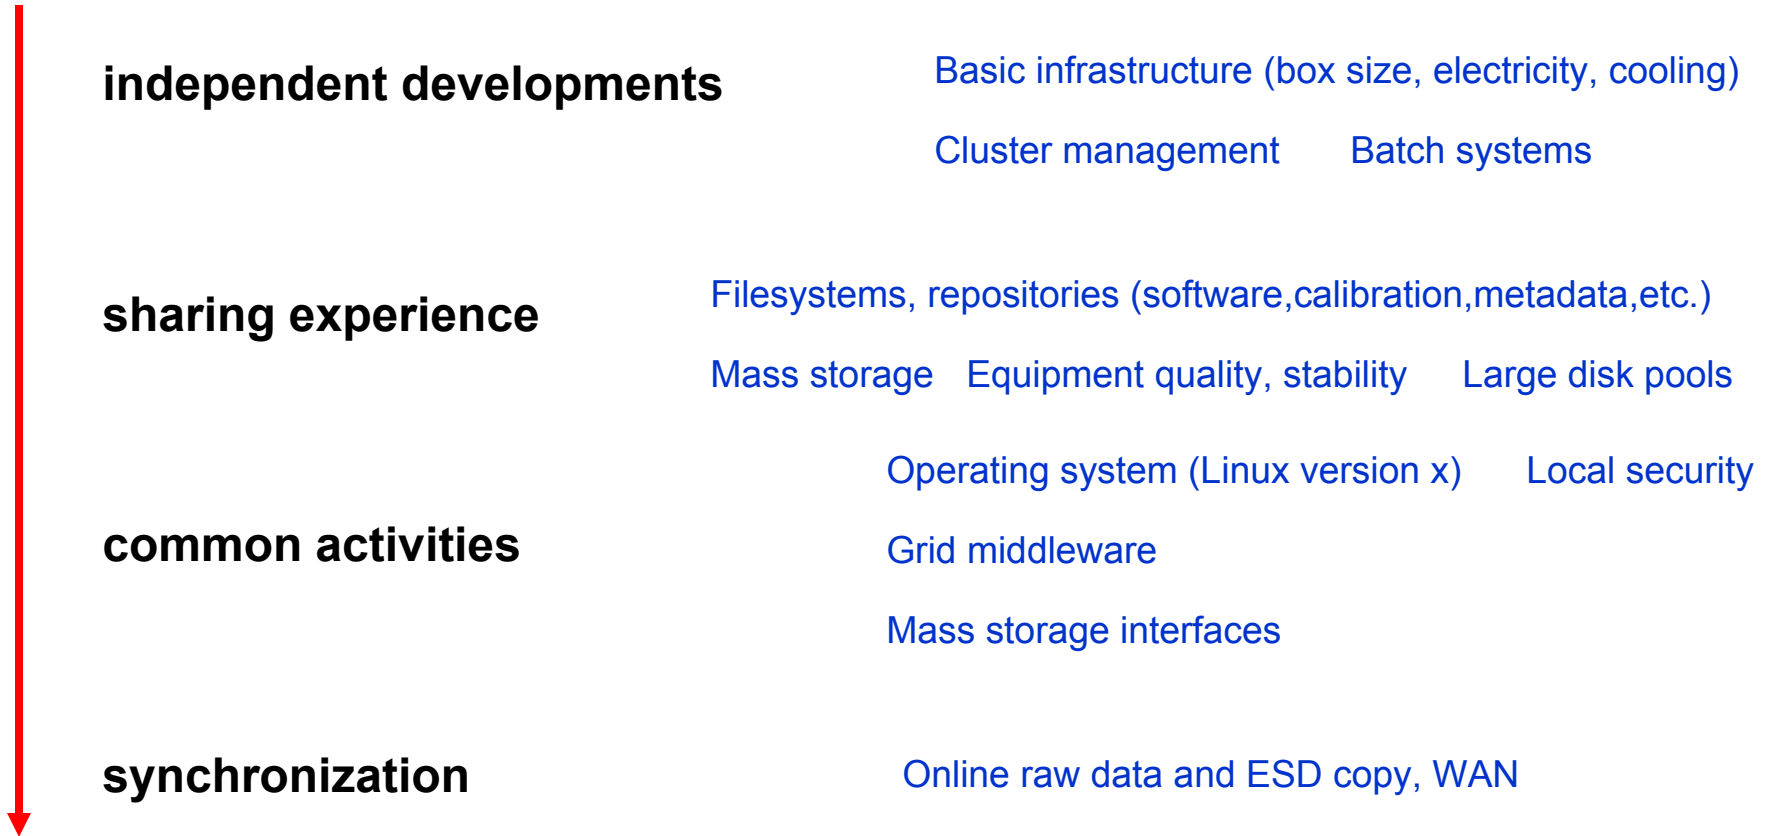 independent developments
Basic infrastructure (box size, electricity, cooling)
Cluster management Batch systems
sharing experience
Filesystems, repositories (software,calibration,metadata,etc.)
Mass storage Equipment quality, stability Large disk pools
Operating system (Linux version x) Local security
common activities
Grid middleware
Mass storage interfaces
synchronization
Online raw data and ESD copy, WAN